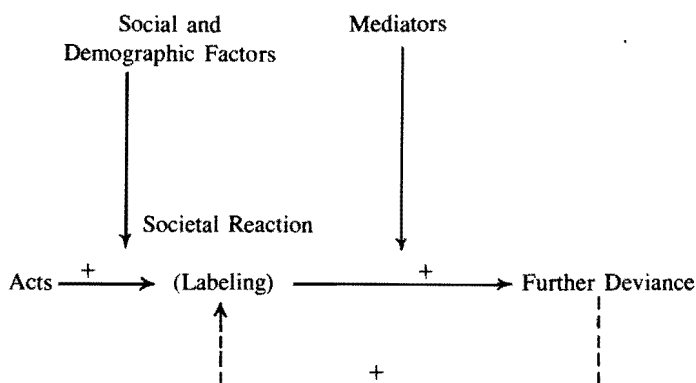 Social and
Demographic Factors
Mediators
Societal Reaction
Acts + (Labeling) + Further Deviance
+